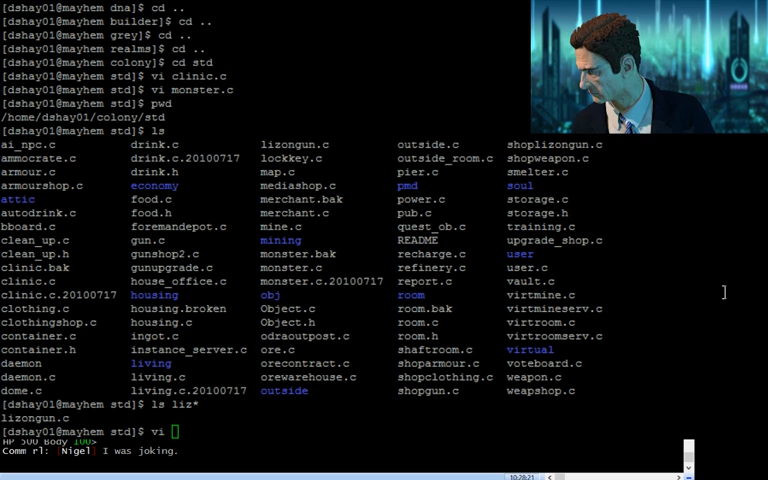 [dshay01@mayhem dna]$ cd ..
[dshay01@mayhem builder]$ cd ..
[dshay01@mayhem grey]$ cd ..
[dshay01@mayhem realms]$ cd ..
[dshay01@mayhem colony]$ cd std
[dshay01@mayhem std]$ vi clinic.c
[dshay01@mayhem std]$ vi monster.c
[dshay01@mayhem std]$ pwd
/home/dshay01/colony/std
[dshay01@mayhem std]$ ls
ai_npc.c drink.c lizongun.c outside.c shoplizongun.c
ammocrate.c drink.c.20100717 lockkey.c outside_room.c shopweapon.c
armour.c drink.h map.c pier.c smelter.c
armourshop.c economy mediashop.c pmd soul
attic food.c merchant.bak power.c storage.c
autodrink.c food.h merchant.c pub.c storage.h
bboard.c foremandepot.c mine.c quest_ob.c training.c
clean_up.c gun.c mining README upgrade_shop.c
clean_up.h gunshop2.c monster.bak recharge.c user
clinic.bak gunupgrade.c monster.c refinery.c user.c
clinic.c house_office.c monster.c.20100717 report.c vault.c
clinic.c.20100717 housing obj room virtmine.c
clothing.c housing.broken Object.c room.bak virtmineserv.c
clothingshop.c housing.c Object.h room.c virtroom.c
container.c ingot.c odraoutpost.c room.h virtroomserv.c
container.h instance_server.c ore.c shaftroom.c virtual
daemon living orecontract.c shoparmour.c voteboard.c
daemon.c living.c orewarehouse.c shopclothing.c weapon.c
dome.c living.c.20100717 outside shopgun.c weapshop.c
[dshay01@mayhem std]$ ls liz*
lizongun.c
[dshay01@mayhem std]$ vi
HP 500 Body 100>
Comm rl: [Nigel] I was joking.
10:28:21